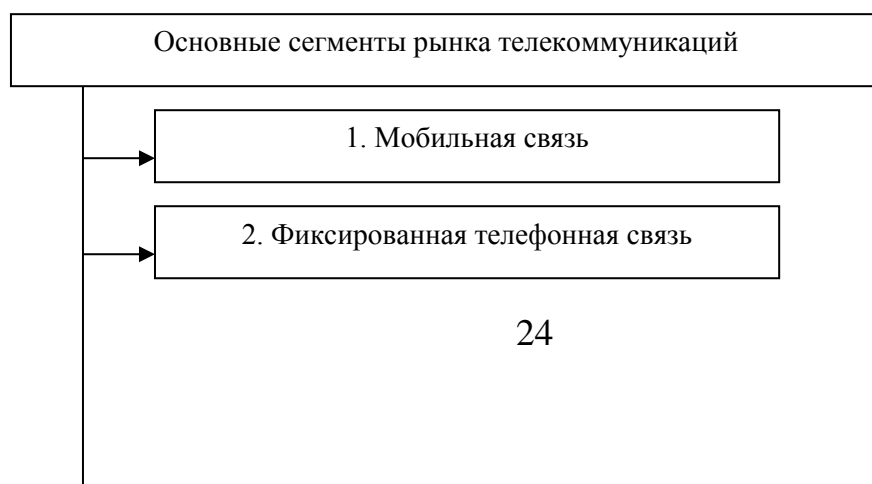 Основные сегменты рынка телекоммуникаций
1. Мобильная связь
2. Фиксированная телефонная связь
24